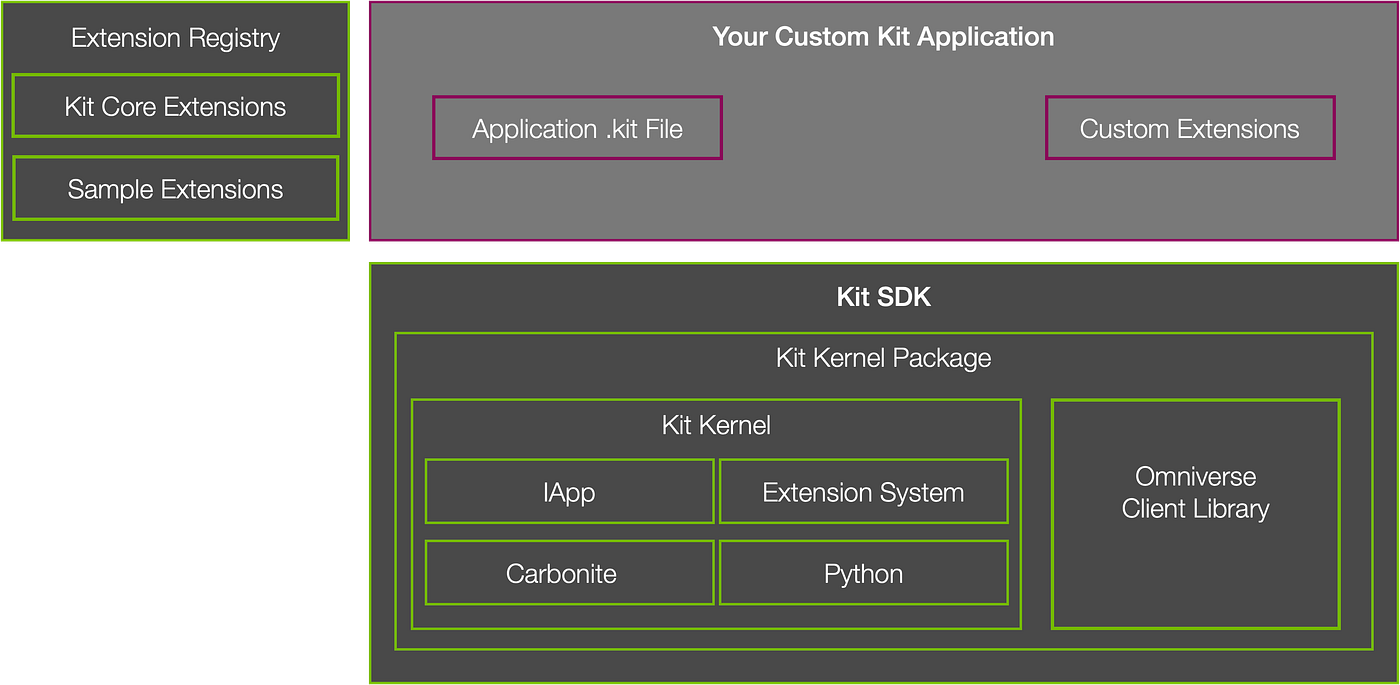 Extension Registry
Kit Core Extensions
Sample Extensions
Your Custom Kit Application
Application .kit File
Custom Extensions
Kit SDK
Kit Kernel Package
Kit Kernel
IApp
Extension System
Carbonite
Python
Omniverse
Client Library